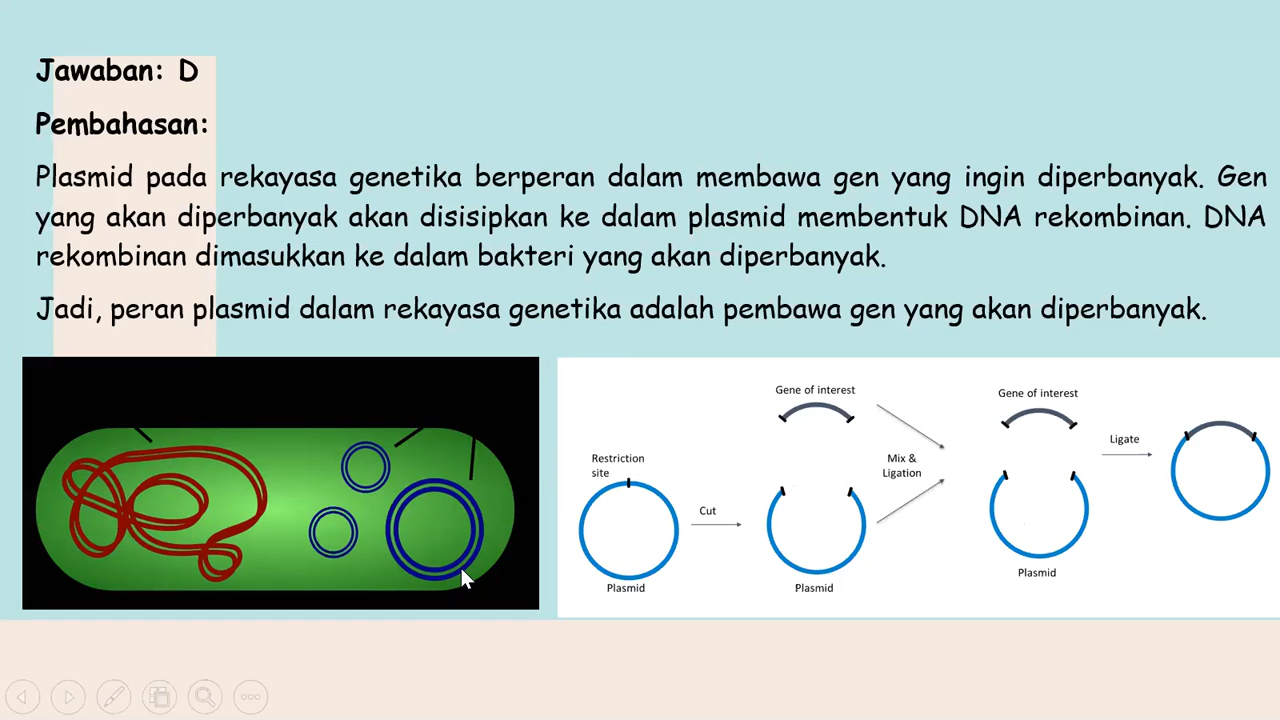 Jawaban: D
Pembahasan:
Plasmid pada rekayasa genetika berperan dalam membawa gen yang ingin diperbanyak. Gen
yang akan diperbanyak akan disisipkan ke dalam plasmid membentuk DNA rekombinan. DNA
rekombinan dimasukkan ke dalam bakteri yang akan diperbanyak.
Jadi, peran plasmid dalam rekayasa genetika adalah pembawa gen yang akan diperbanyak.
Restriction
site
Plasmid
Cut
Gene of interest
Plasmid
Mix &
Ligation
Gene of interest
Plasmid
Ligate